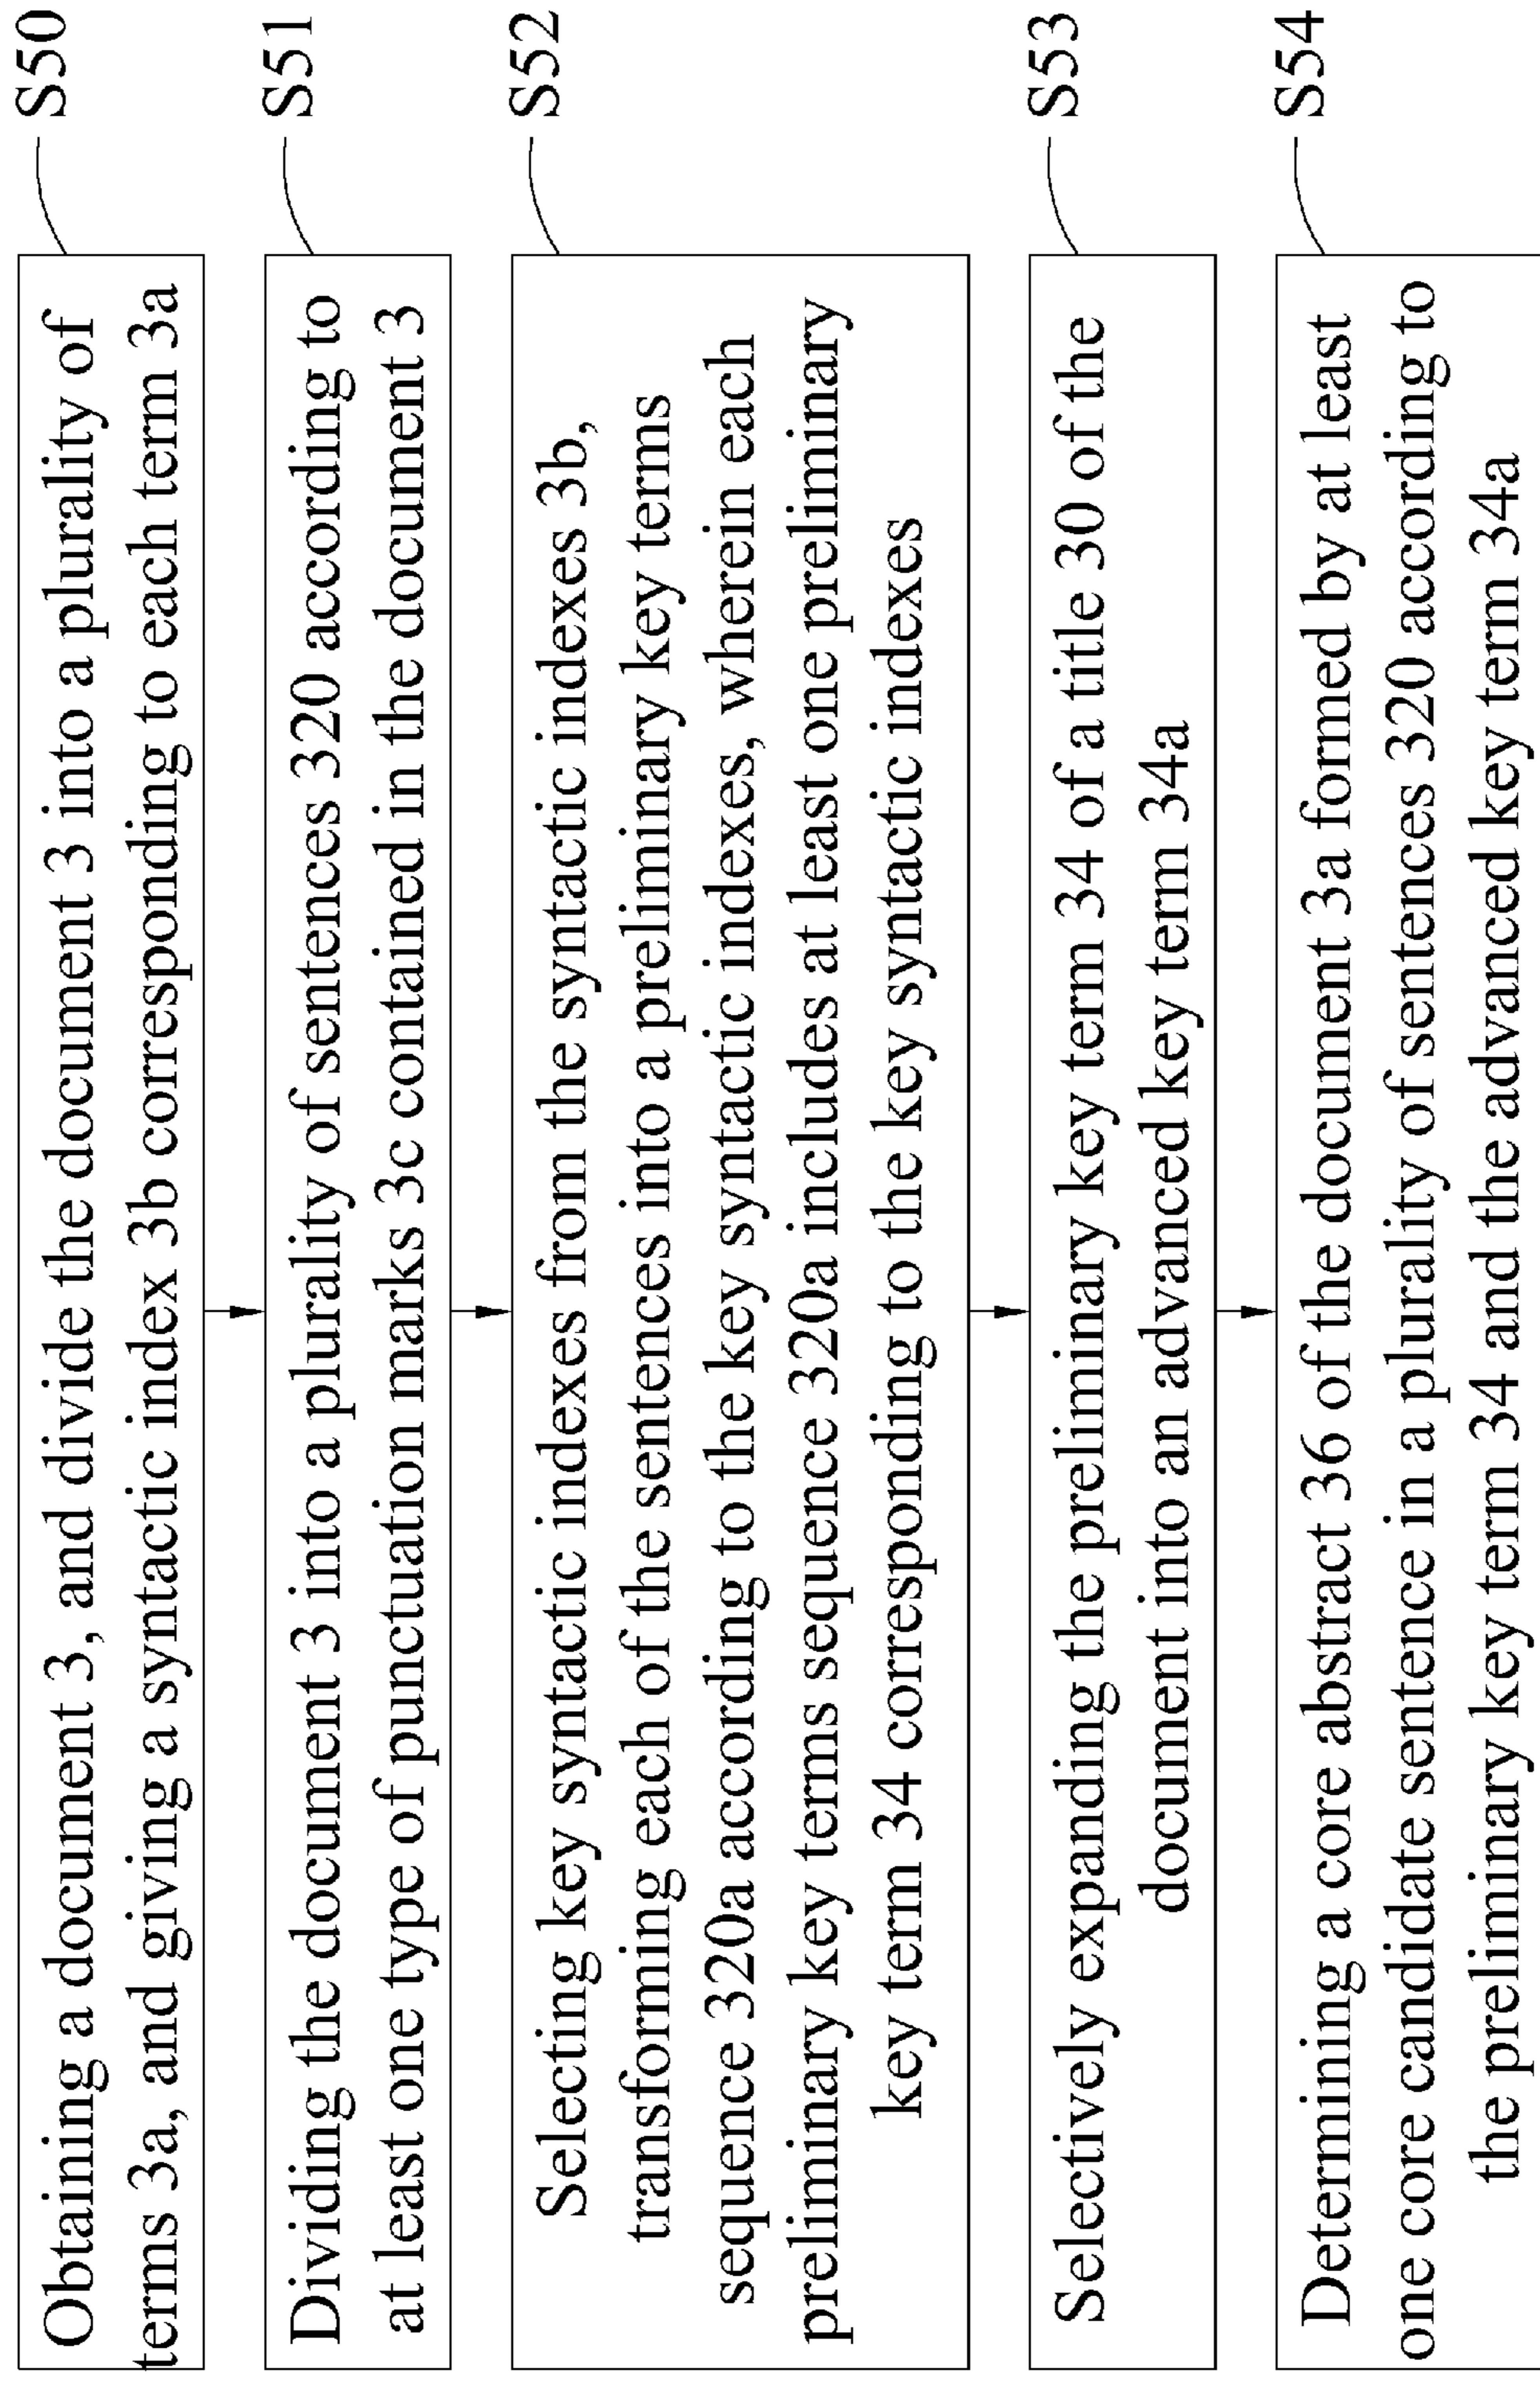 Obtaining a document 3, and divide the document 3 into a plurality of
terms 3a, and giving a syntactic index 3b corresponding to each term 3a
S50
Dividing the document 3 into a plurality of sentences 320 according to
at least one type of punctuation marks 3c contained in the document 3
S51
Selecting key syntactic indexes from the syntactic indexes 3b,
transforming each of the sentences into a preliminary key terms
sequence 320a according to the key syntactic indexes, wherein each
preliminary key terms sequence 320a includes at least one preliminary
key term 34 corresponding to the key syntactic indexes
S52
Selectively expanding the preliminary key term 34 of a title 30 of the
document into an advanced key term 34a
S53
Determining a core abstract 36 of the document 3a formed by at least
one core candidate sentence in a plurality of sentences 320 according to
the preliminary key term 34 and the advanced key term 34a
S54